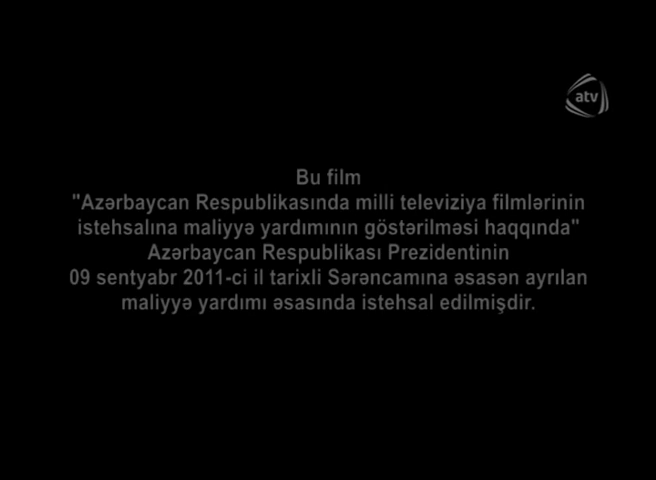 atv
Bu film
"Azərbaycan Respublikasında milli televiziya filmlərinin
istehsalına maliyyə yardımının göstərilməsi haqqında"
Azərbaycan Respublikası Prezidentinin
09 sentyabr 2011-ci il tarixli Sərəncamına əsasən ayrılan
maliyyə yardımı əsasında istehsal edilmişdir.